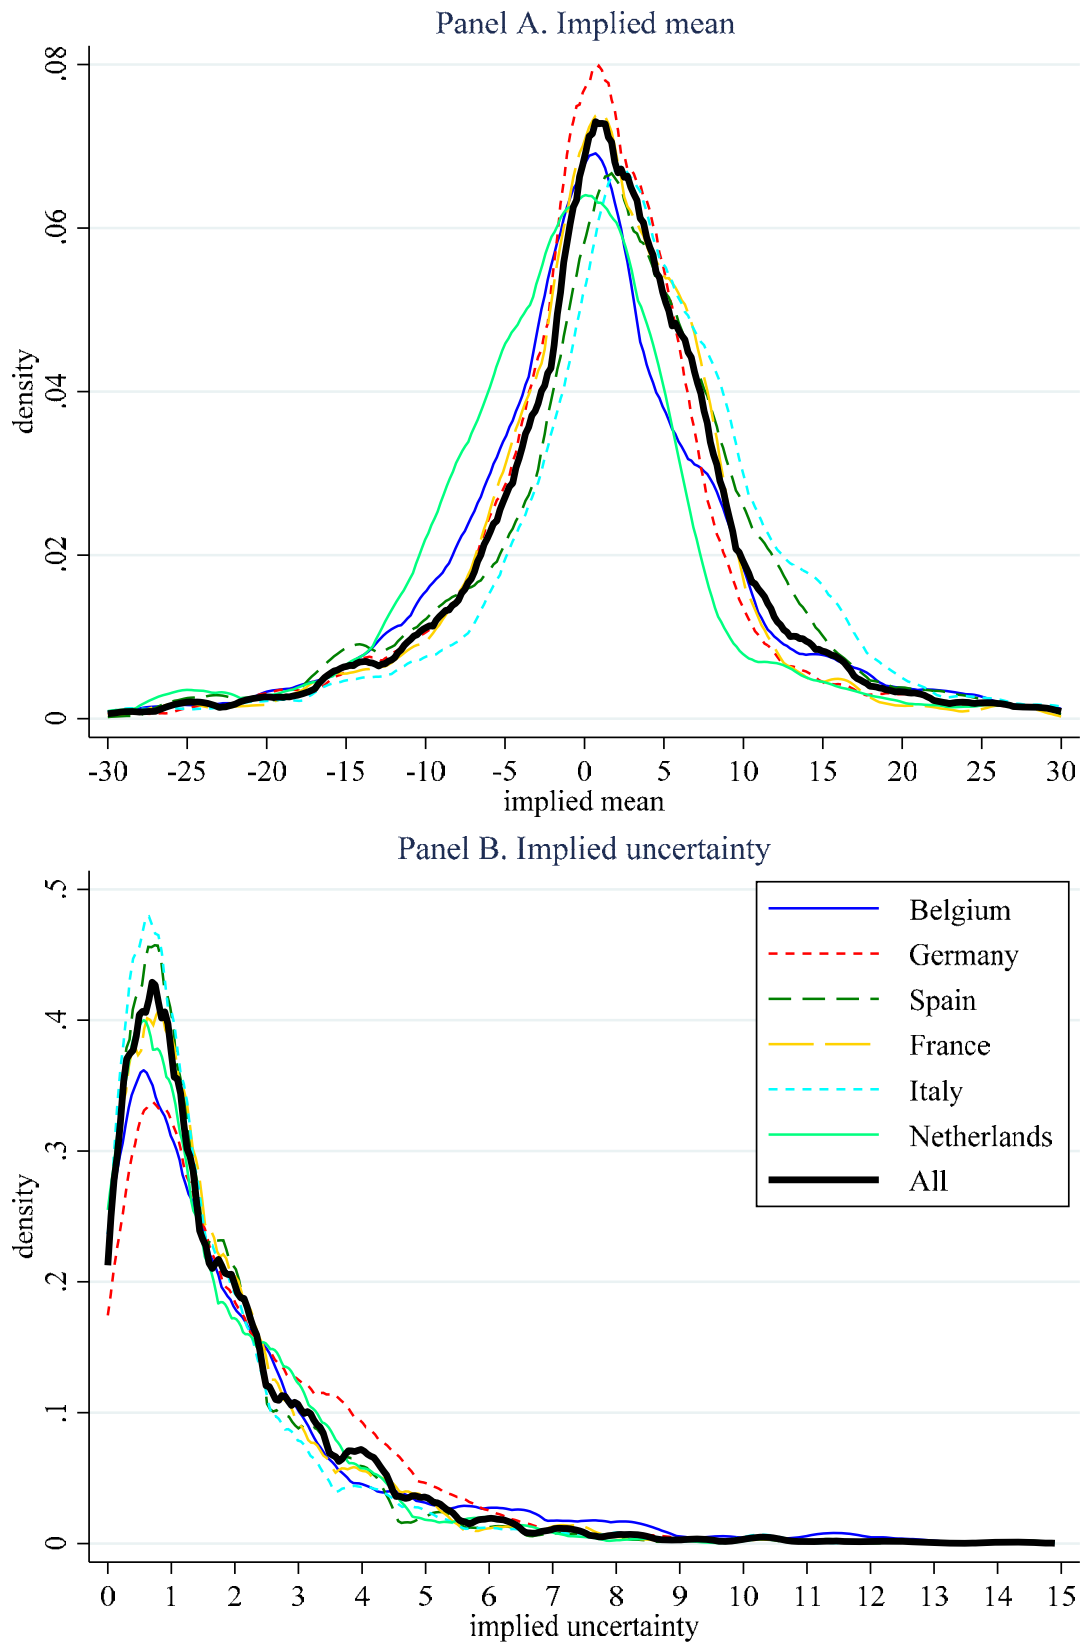 Panel A. Implied mean
density
.08
.06
.04
.02
0
-30 -25 -20 -15 -10 -5 0 5 10 15 20 25 30
implied mean
Panel B. Implied uncertainty
density
.5
.4
.3
.2
.1
0
Belgium
Germany
Spain
France
Italy
Netherlands
All
0 1 2 3 4 5 6 7 8 9 10 11 12 13 14 15
implied uncertainty